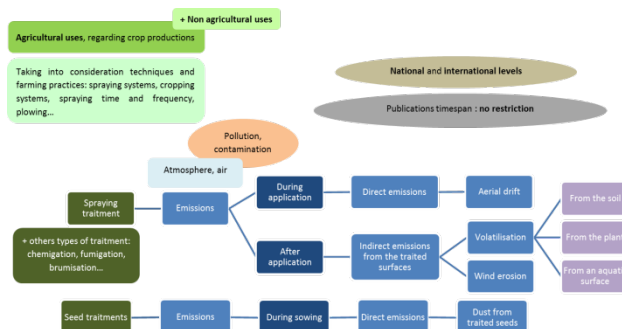 + Non agricultural uses
Agricultural uses, regarding crop productions
Taking into consideration techniques and
farming practices: spraying systems, cropping
systems, spraying time and frequency,
plowing...
National and international levels
Publications timespan : no restriction
Pollution,
contamination
Atmosphere, air
Spraying
traitment
Emissions
During
application
Direct emissions
Aerial drift
+ others types of traitment:
chemigation, fumigation,
brumisation...
After
application
Indirect emissions
from the traited
surfaces
Volatilisation
Wind erosion
From the soil
From the plant
From an aquatic
surface
Seed traitments
Emissions
During sowing
Direct emissions
Dust from
traited seeds